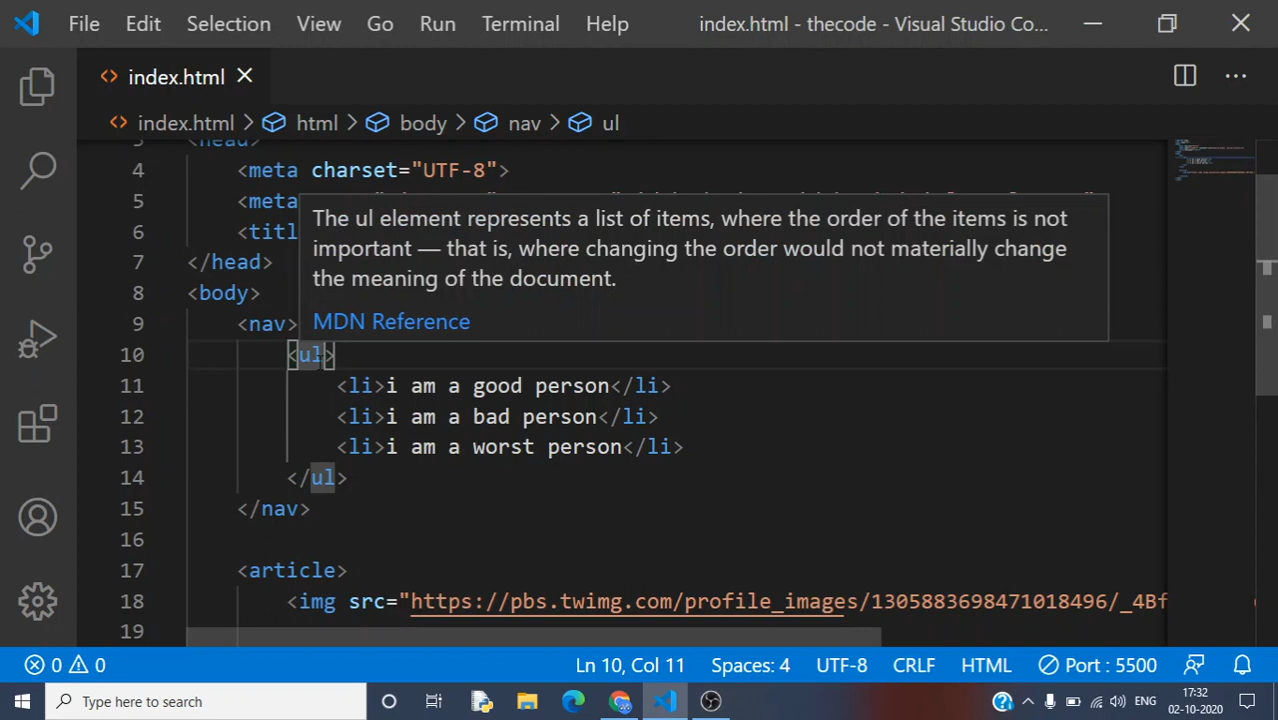 File Edit Selection View Go Run Terminal Help index.html - thecode - Visual Studio Co...
index.html
index.html > html > body > nav > ul
3 <head>
4 <meta charset="UTF-8">
5 <meta
6 <titl
The ul element represents a list of items, where the order of the items is not
important — that is, where changing the order would not materially change
the meaning of the document.
MDN Reference
7 </head>
8 <body>
9 <nav>
10 <ul>
11 <li>i am a good person</li>
12 <li>i am a bad person</li>
13 <li>i am a worst person</li>
14 </ul>
15 </nav>
16
17 <article>
18 <img src="https://pbs.twimg.com/profile_images/1305883698471018496/_4Bf
19
0 0 Ln 10, Col 11 Spaces: 4 UTF-8 CRLF HTML Port : 5500
Type here to search ENG 17:32
02-10-2020